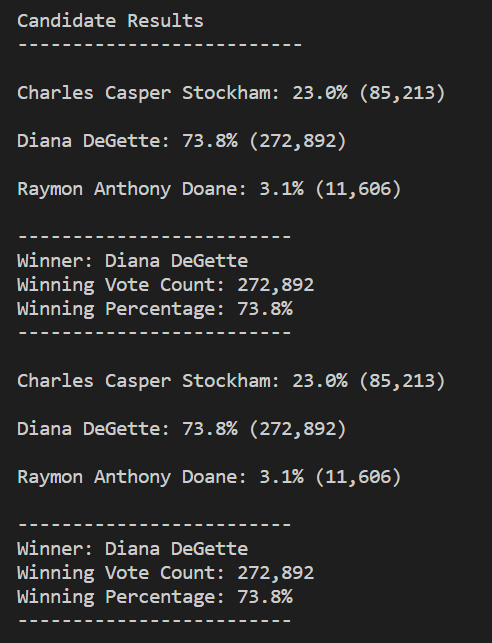 Candidate Results
--------------------------
Charles Casper Stockham: 23.0% (85,213)
Diana DeGette: 73.8% (272,892)
Raymon Anthony Doane: 3.1% (11,606)
-------------------------
Winner: Diana DeGette
Winning Vote Count: 272,892
Winning Percentage: 73.8%
-------------------------
Charles Casper Stockham: 23.0% (85,213)
Diana DeGette: 73.8% (272,892)
Raymon Anthony Doane: 3.1% (11,606)
-------------------------
Winner: Diana DeGette
Winning Vote Count: 272,892
Winning Percentage: 73.8%
-------------------------